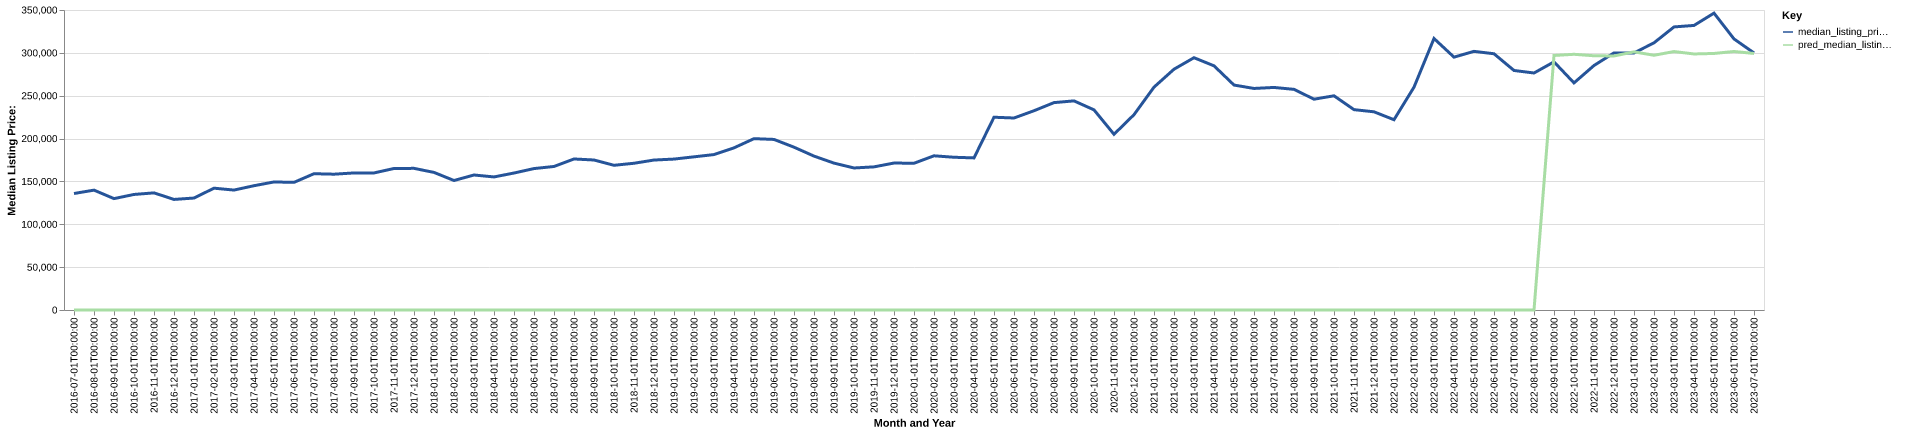 350,000
300,000
250,000
200,000
150,000
100,000
50,000
0
Median Listing Price:
2016-07-01T00:00:00
2016-08-01T00:00:00
2016-09-01T00:00:00
2016-10-01T00:00:00
2016-11-01T00:00:00
2016-12-01T00:00:00
2017-01-01T00:00:00
2017-02-01T00:00:00
2017-03-01T00:00:00
2017-04-01T00:00:00
2017-05-01T00:00:00
2017-06-01T00:00:00
2017-07-01T00:00:00
2017-08-01T00:00:00
2017-09-01T00:00:00
2017-10-01T00:00:00
2017-11-01T00:00:00
2017-12-01T00:00:00
2018-01-01T00:00:00
2018-02-01T00:00:00
2018-03-01T00:00:00
2018-04-01T00:00:00
2018-05-01T00:00:00
2018-06-01T00:00:00
2018-07-01T00:00:00
2018-08-01T00:00:00
2018-09-01T00:00:00
2018-10-01T00:00:00
2018-11-01T00:00:00
2018-12-01T00:00:00
2019-01-01T00:00:00
2019-02-01T00:00:00
2019-03-01T00:00:00
2019-04-01T00:00:00
2019-05-01T00:00:00
2019-06-01T00:00:00
2019-07-01T00:00:00
2019-08-01T00:00:00
2019-09-01T00:00:00
2019-10-01T00:00:00
2019-11-01T00:00:00
2019-12-01T00:00:00
2020-01-01T00:00:00
2020-02-01T00:00:00
2020-03-01T00:00:00
2020-04-01T00:00:00
2020-05-01T00:00:00
2020-06-01T00:00:00
2020-07-01T00:00:00
2020-08-01T00:00:00
2020-09-01T00:00:00
2020-10-01T00:00:00
2020-11-01T00:00:00
2020-12-01T00:00:00
2021-01-01T00:00:00
2021-02-01T00:00:00
2021-03-01T00:00:00
2021-04-01T00:00:00
2021-05-01T00:00:00
2021-06-01T00:00:00
2021-07-01T00:00:00
2021-08-01T00:00:00
2021-09-01T00:00:00
2021-10-01T00:00:00
2021-11-01T00:00:00
2021-12-01T00:00:00
2022-01-01T00:00:00
2022-02-01T00:00:00
2022-03-01T00:00:00
2022-04-01T00:00:00
2022-05-01T00:00:00
2022-06-01T00:00:00
2022-07-01T00:00:00
2022-08-01T00:00:00
2022-09-01T00:00:00
2022-10-01T00:00:00
2022-11-01T00:00:00
2022-12-01T00:00:00
2023-01-01T00:00:00
2023-02-01T00:00:00
2023-03-01T00:00:00
2023-04-01T00:00:00
2023-05-01T00:00:00
2023-06-01T00:00:00
2023-07-01T00:00:00
Month and Year
Key
median_listing_pri…
pred_median_listin…